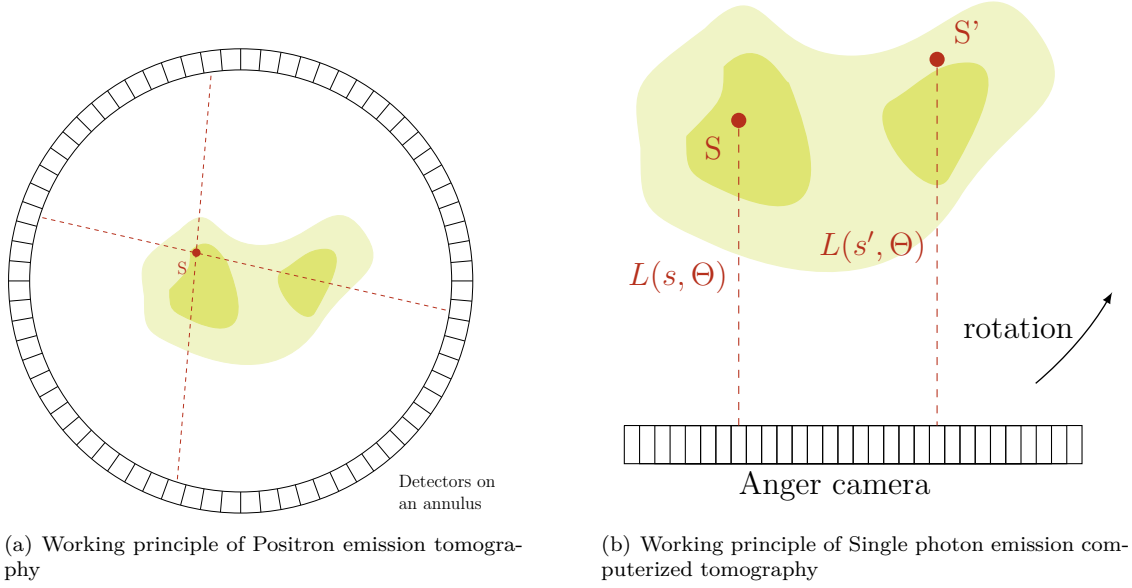 S
Detectors on
an annulus
(a) Working principle of Positron emission tomogra-
phy
S'
S
L(s′, Θ)
L(s, Θ)
rotation
Anger camera
(b) Working principle of Single photon emission com-
puterized tomography